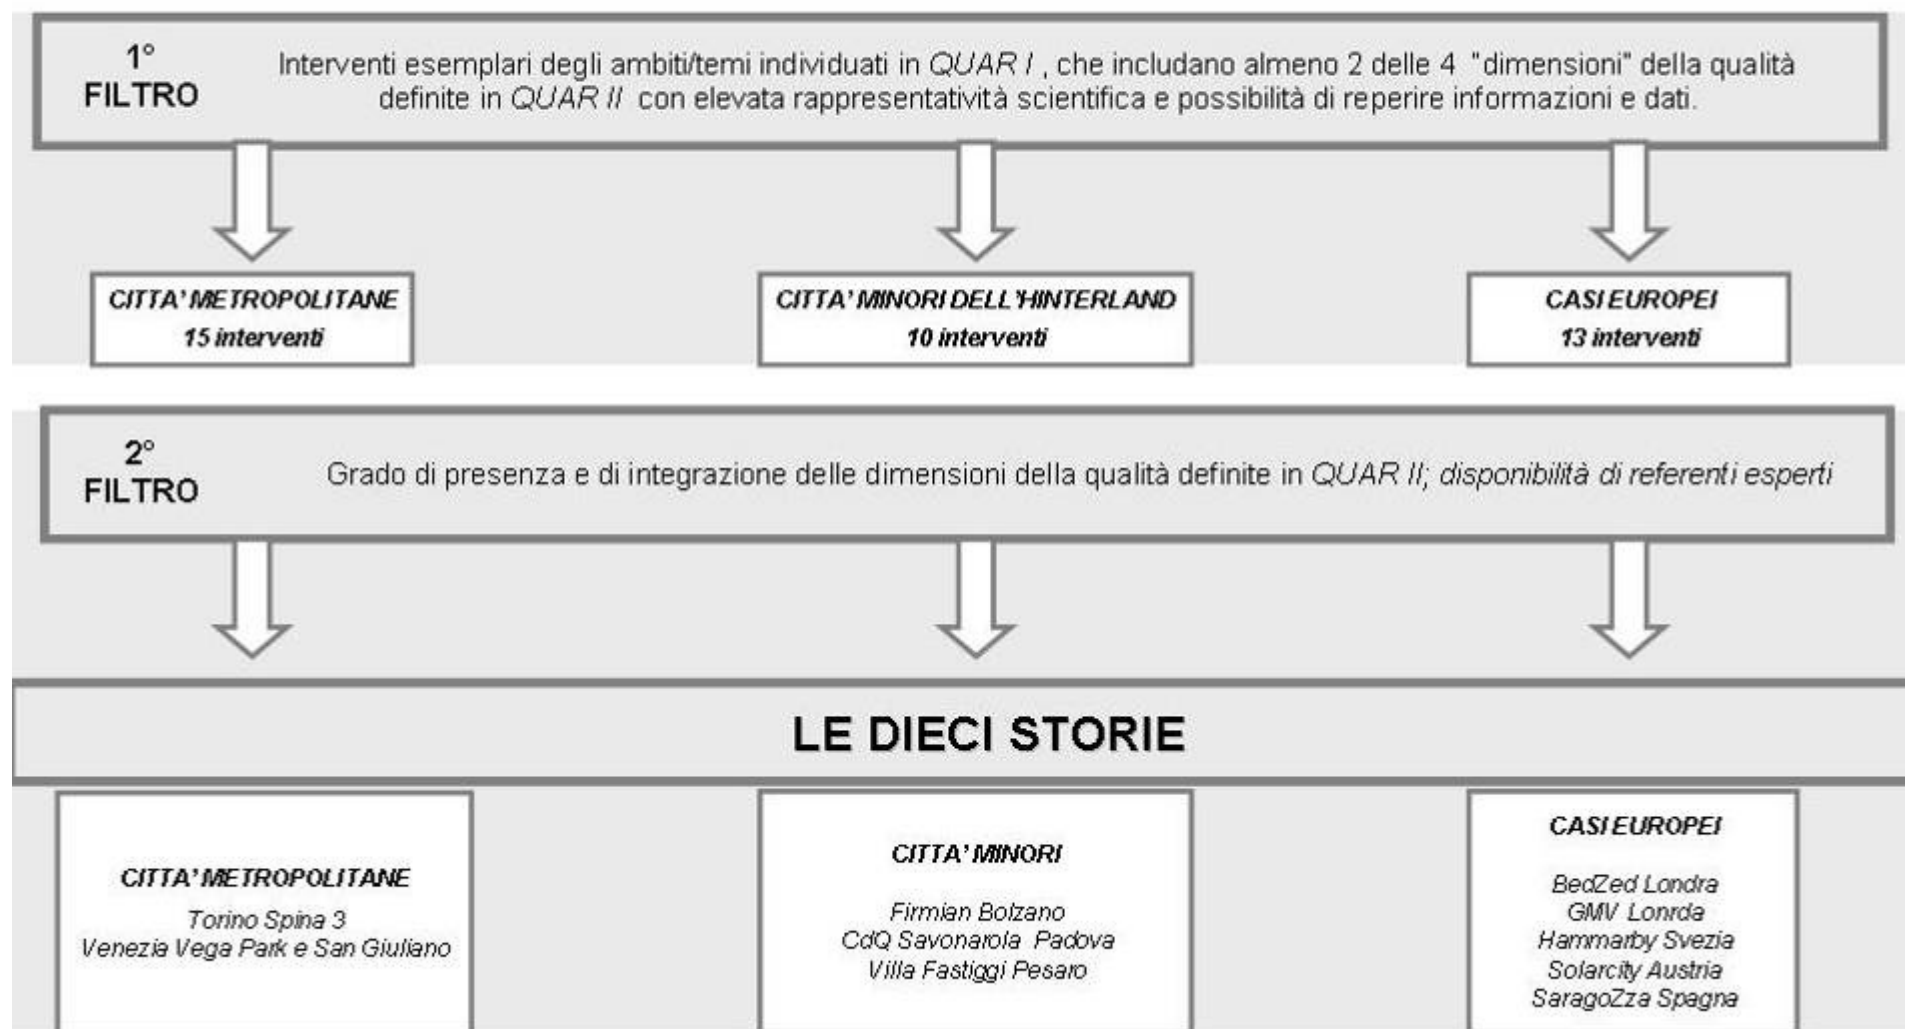 1°
FILTRO
Interventi esemplari degli ambiti/temi individuati in QUAR I , che includano almeno 2 delle 4 "dimensioni" della qualità
definite in QUAR II con elevata rappresentatività scientifica e possibilità di reperire informazioni e dati.
CITTA' METROPOLITANE
15 interventi
CITTA' MINORI DELL'HINTERLAND
10 interventi
CASI EUROPEI
13 interventi
2°
FILTRO
Grado di presenza e di integrazione delle dimensioni della qualità definite in QUAR II; disponibilità di referenti esperti
LE DIECI STORIE
CITTA' METROPOLITANE
Torino Spina 3
Venezia Vega Park e San Giuliano
CITTA' MINORI
Firmian Bolzano
CdQ Savonarola Padova
Villa Fastiggi Pesaro
CASI EUROPEI
BedZed Londra
GMV Lonrda
Hammarby Svezia
Solarcity Austria
SaragoZza Spagna